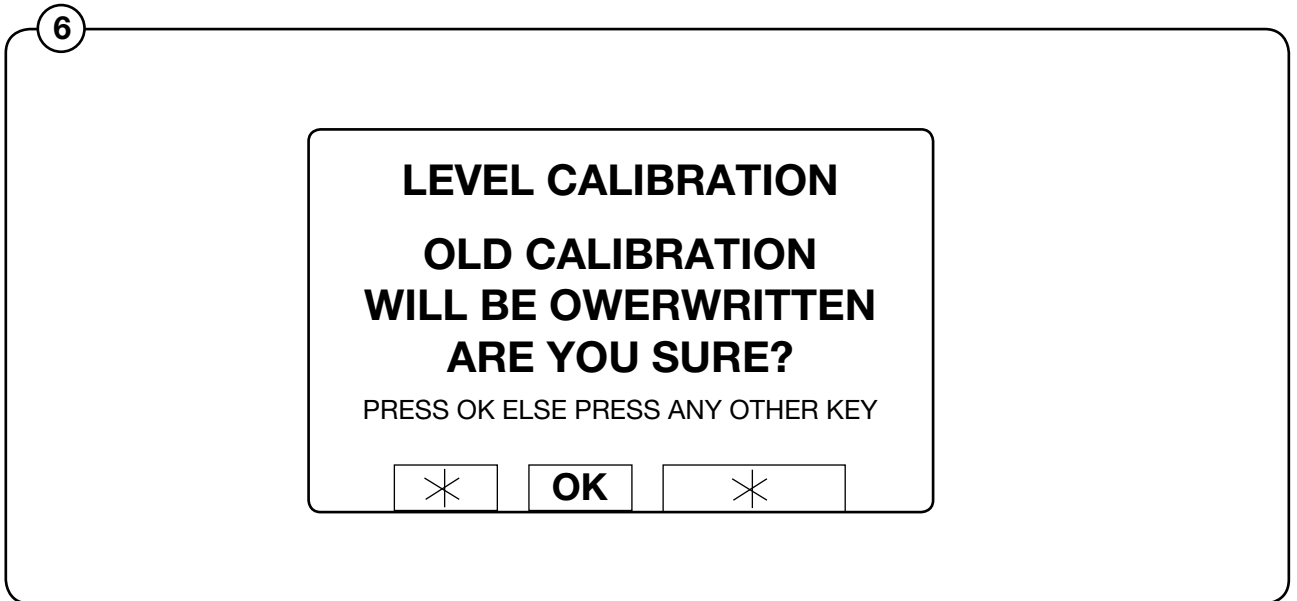 6
LEVEL CALIBRATION
OLD CALIBRATION
WILL BE OWERWRITTEN
ARE YOU SURE?
PRESS OK ELSE PRESS ANY OTHER KEY
* OK *